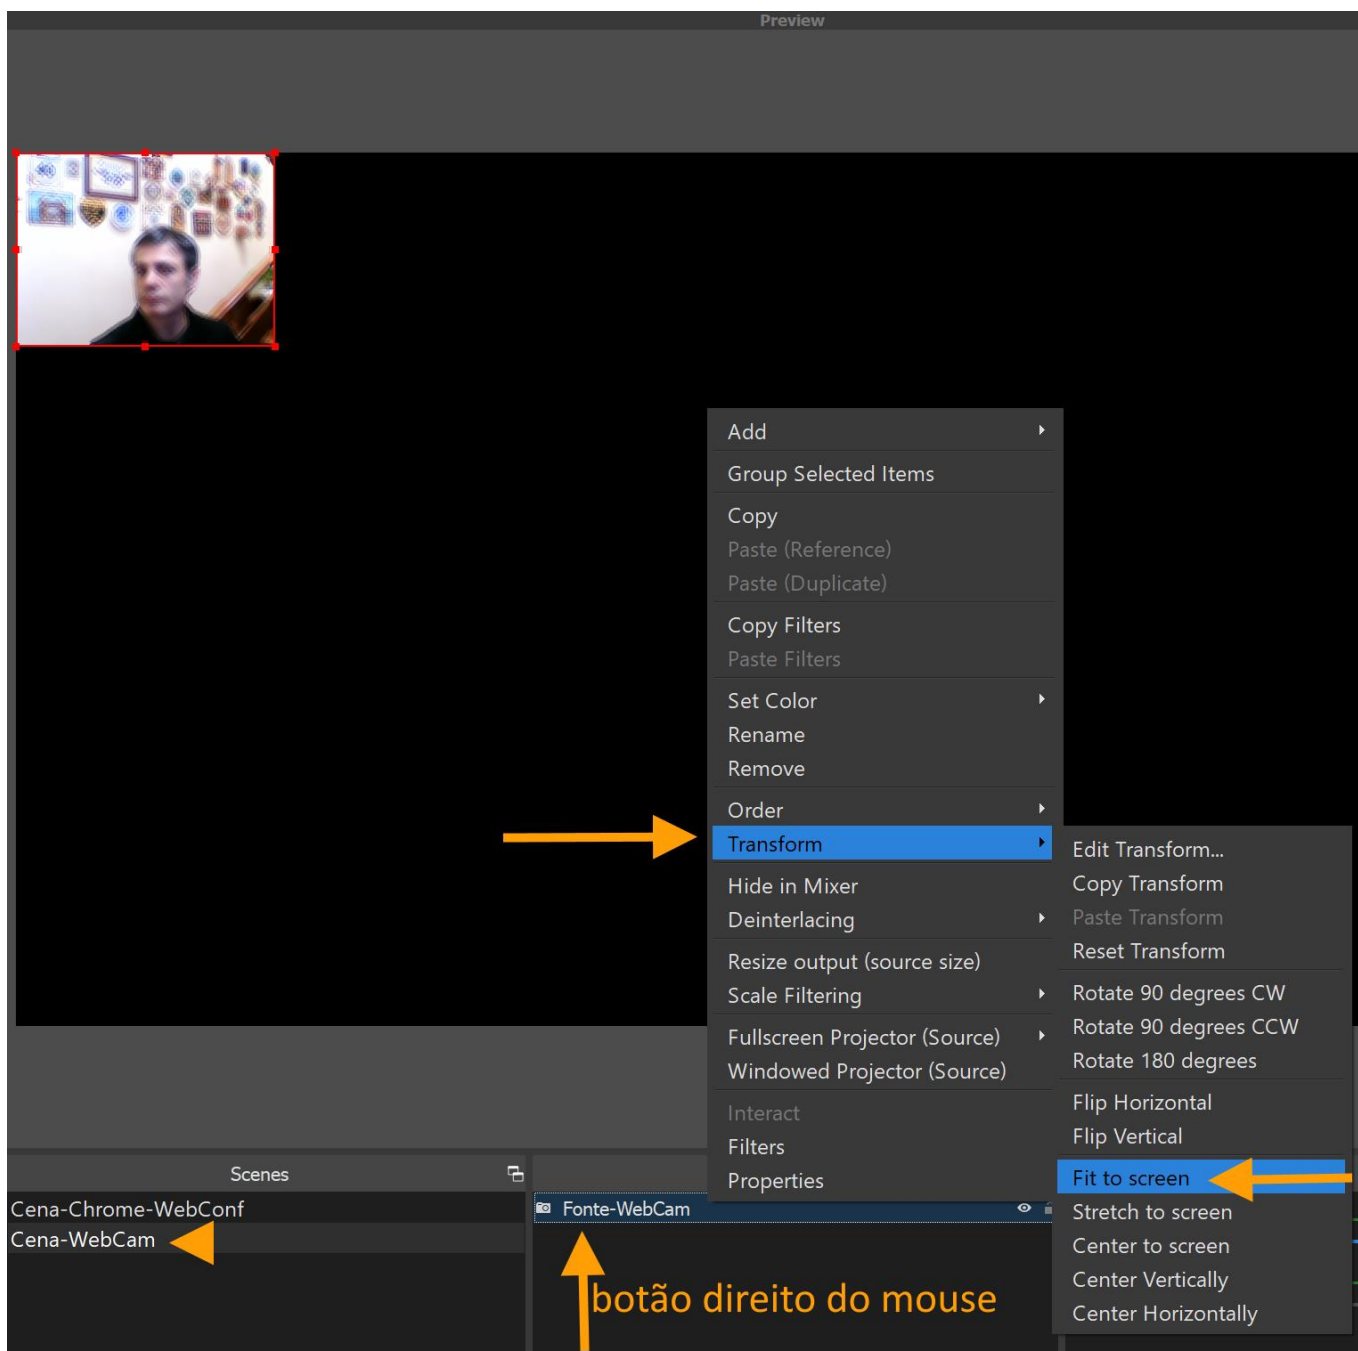 Preview
Add
Group Selected Items
Copy
Paste (Reference)
Paste (Duplicate)
Copy Filters
Paste Filters
Set Color
Rename
Remove
Order
Transform
Hide in Mixer
Deinterlacing
Resize output (source size)
Scale Filtering
Fullscreen Projector (Source)
Windowed Projector (Source)
Interact
Filters
Properties
Edit Transform...
Copy Transform
Paste Transform
Reset Transform
Rotate 90 degrees CW
Rotate 90 degrees CCW
Rotate 180 degrees
Flip Horizontal
Flip Vertical
Fit to screen
Stretch to screen
Center to screen
Center Vertically
Center Horizontally
Scenes
Cena-Chrome-WebConf
Cena-WebCam
Fonte-WebCam
botão direito do mouse